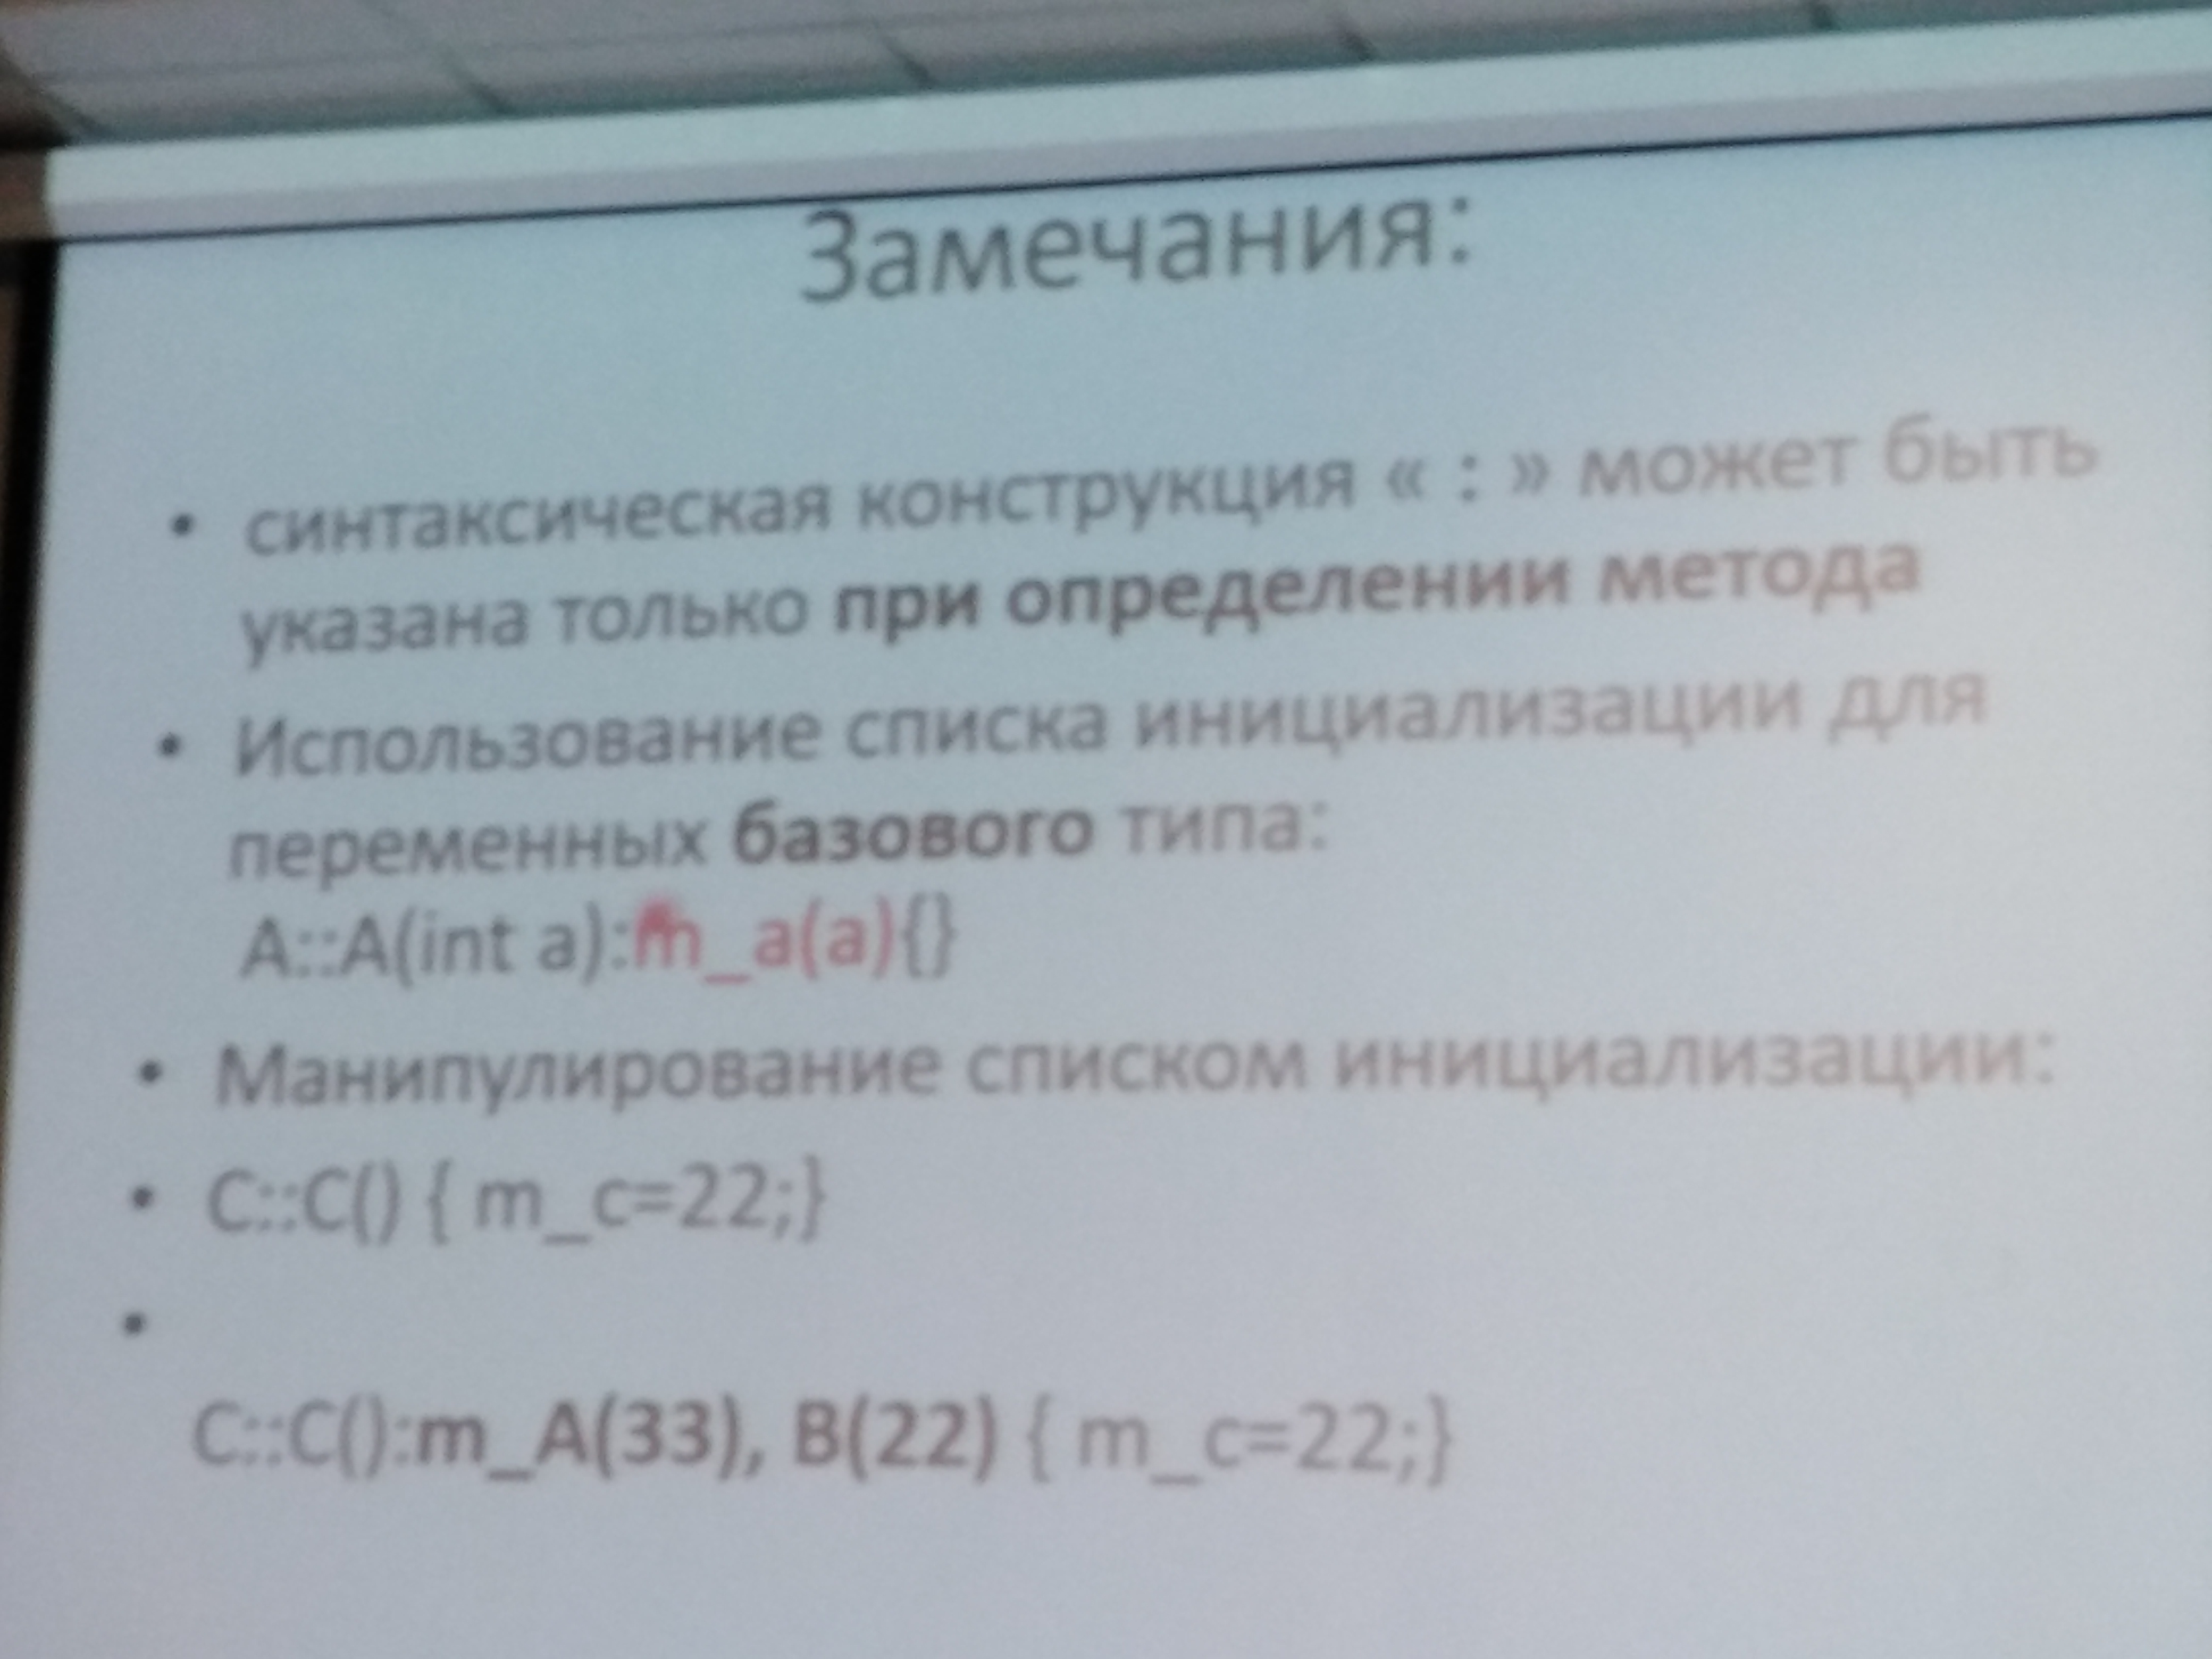 Замечания:
• синтаксическая конструкция « : » может быть
указана только при определении метода
• Использование списка инициализации для
переменных базового типа:
A::A(int a):m_a(a){}
• Манипулирование списком инициализации:
• C::C() { m_c=22;}
•
C::C():m_A(33), B(22) { m_c=22;}